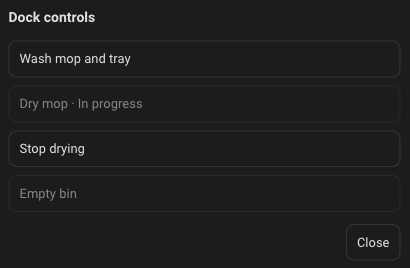 Dock controls
Wash mop and tray
Dry mop · In progress
Stop drying
Empty bin
Close